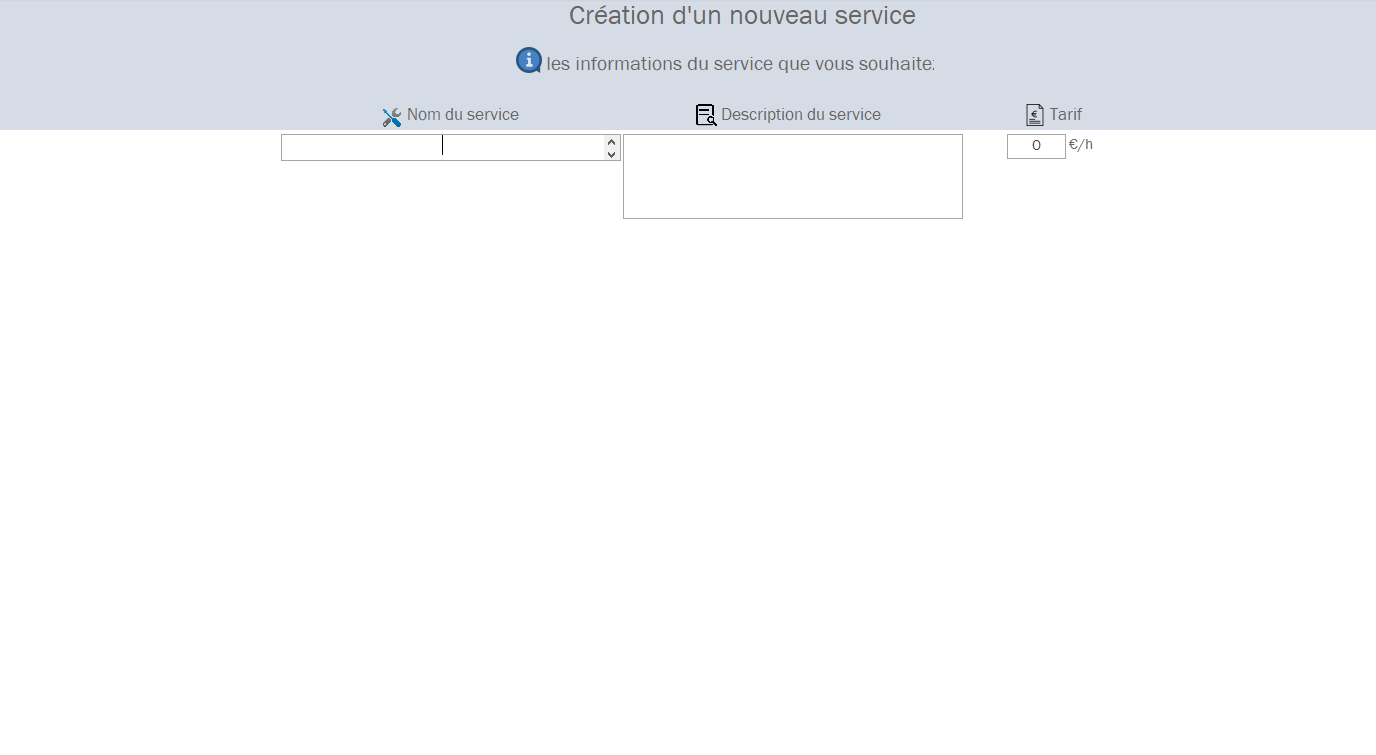 Création d'un nouveau service
les informations du service que vous souhaite
Nom du service
Description du service
Tarif
0 €/h